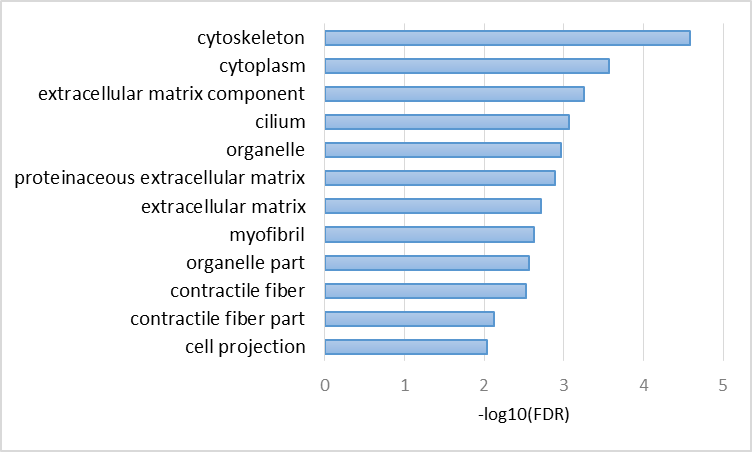 cytoskeleton
cytoplasm
extracellular matrix component
cilium
organelle
proteinaceous extracellular matrix
extracellular matrix
myofibril
organelle part
contractile fiber
contractile fiber part
cell projection
0 1 2 3 4 5
-log10(FDR)